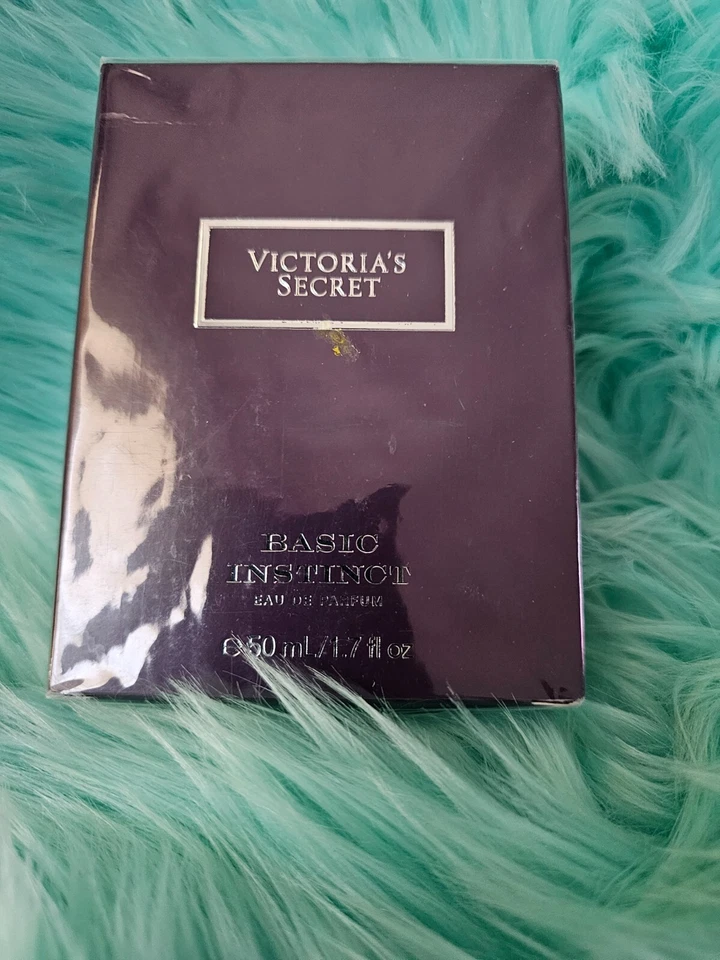 VICTORIA'S
SECRET
BASIC
INSTINCT
EAU DE PARFUM
℮ 50 mL/1.7 fl oz